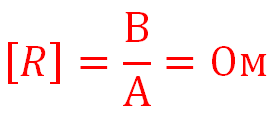 [R] = В/А = Ом